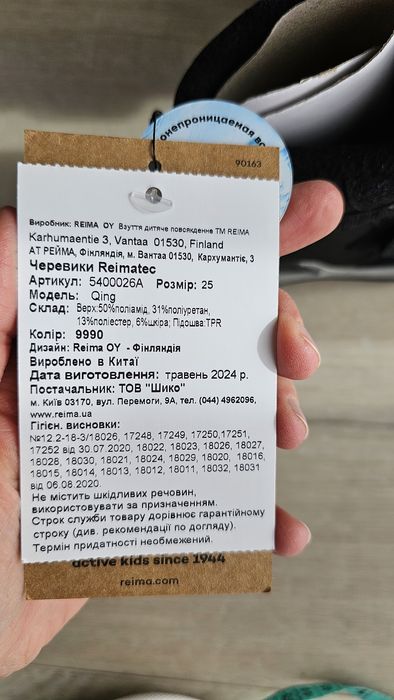 онепроницаемая
90163
Виробник: REIMA OY Взуття дитяче повсякденне ТМ REIMA
Karhumaentie 3, Vantaa 01530, Finland
АТ РЕЙМА, Фінляндія, м. Вантаа 01530, Кархумантіє, 3
Черевики Reimatec
Артикул: 5400026A Розмір: 25
Модель: Qing
Склад: Верх:50%поліамід, 31%поліуретан,
13%поліестер, 6%шкіра; Підошва:TPR
Колір: 9990
Дизайн: Reima OY - Фінляндія
Вироблено в Китаї
Дата виготовлення: травень 2024 р.
Постачальник: ТОВ "Шико"
м. Київ 03170, вул. Перемоги, 9А, тел. (044) 4962096,
www.reima.ua
Гігієн. висновки:
№12.2-18-3/18026, 17248, 17249, 17250,17251,
17252 від 30.07.2020, 18022, 18023, 18026, 18027,
18028, 18030, 18021, 18024, 18029, 18020, 18016,
18015, 18014, 18013, 18012, 18011, 18032, 18031
від 06.08.2020.
Не містить шкідливих речовин,
використовувати за призначенням.
Строк служби товару дорівнює гарантійному
строку (див. рекомендації по догляду).
Термін придатності необмежений.
active kids since 1944
reima.com